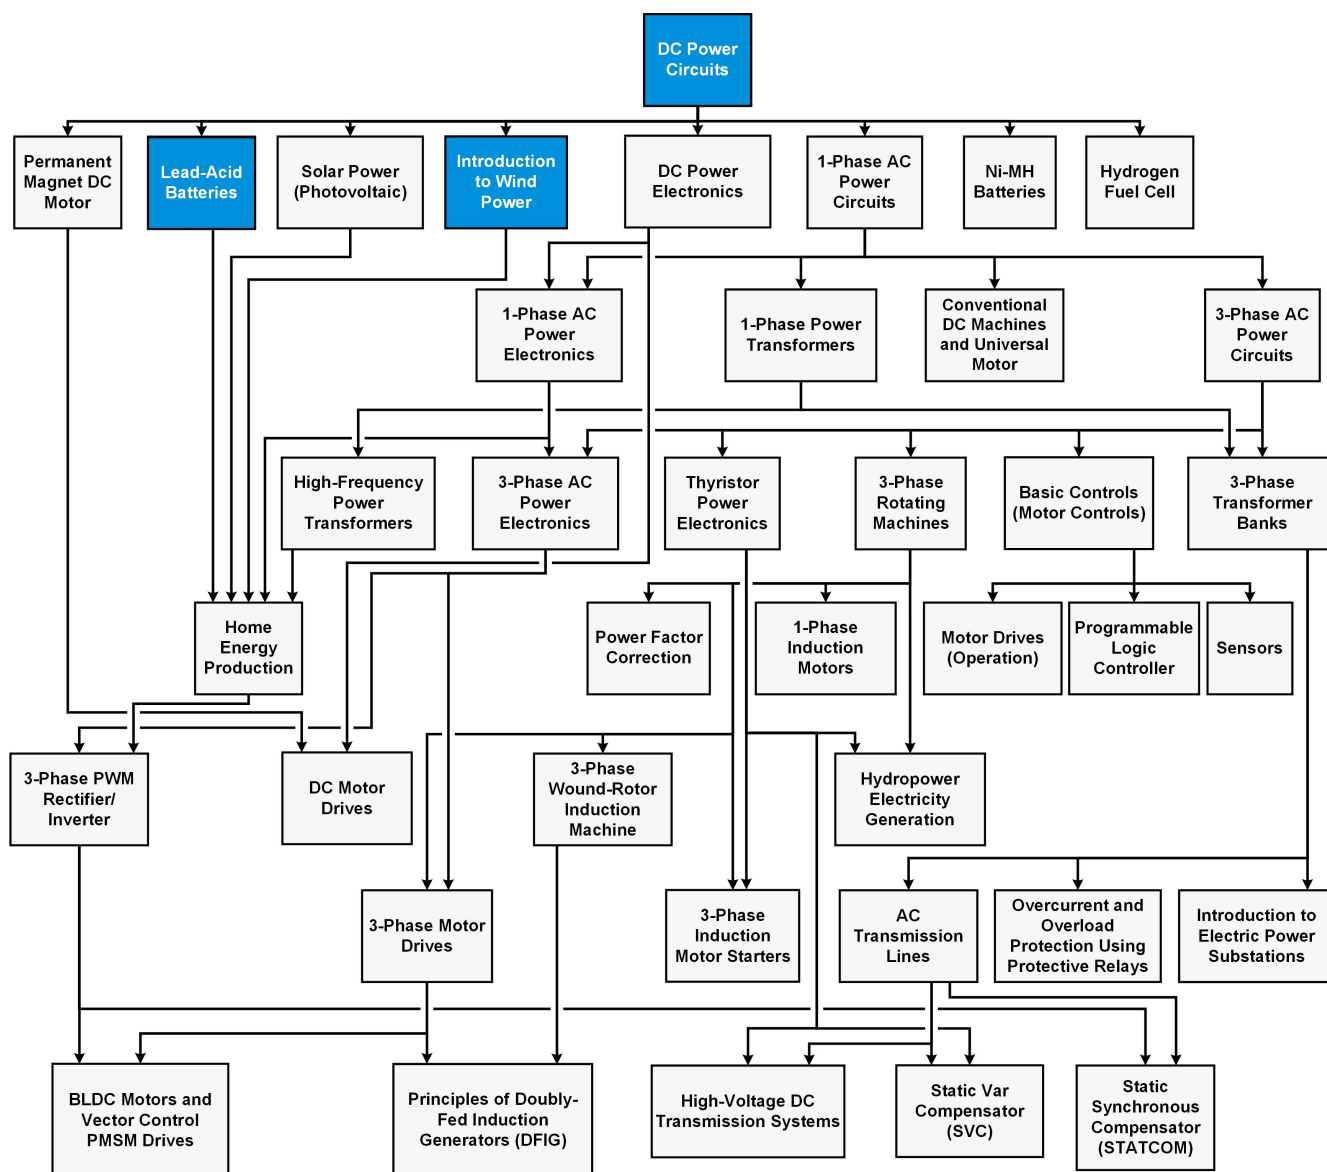 DC Power
Circuits
Permanent
Magnet DC
Motor
Lead-Acid
Batteries
Solar Power
(Photovoltaic)
Introduction
to Wind
Power
DC Power
Electronics
1-Phase AC
Power
Circuits
Ni-MH
Batteries
Hydrogen
Fuel Cell
1-Phase AC
Power
Electronics
1-Phase Power
Transformers
Conventional
DC Machines
and Universal
Motor
3-Phase AC
Power
Circuits
High-Frequency
Power
Transformers
3-Phase AC
Power
Electronics
Thyristor
Power
Electronics
3-Phase
Rotating
Machines
Basic Controls
(Motor Controls)
3-Phase
Transformer
Banks
Home
Energy
Production
Power Factor
Correction
1-Phase
Induction
Motors
Motor Drives
(Operation)
Programmable
Logic
Controller
Sensors
3-Phase PWM
Rectifier/
Inverter
DC Motor
Drives
3-Phase
Wound-Rotor
Induction
Machine
Hydropower
Electricity
Generation
3-Phase Motor
Drives
3-Phase
Induction
Motor Starters
AC
Transmission
Lines
Overcurrent and
Overload
Protection Using
Protective Relays
Introduction to
Electric Power
Substations
BLDC Motors and
Vector Control
PMSM Drives
Principles of Doubly-
Fed Induction
Generators (DFIG)
High-Voltage DC
Transmission Systems
Static Var
Compensator
(SVC)
Static
Synchronous
Compensator
(STATCOM)